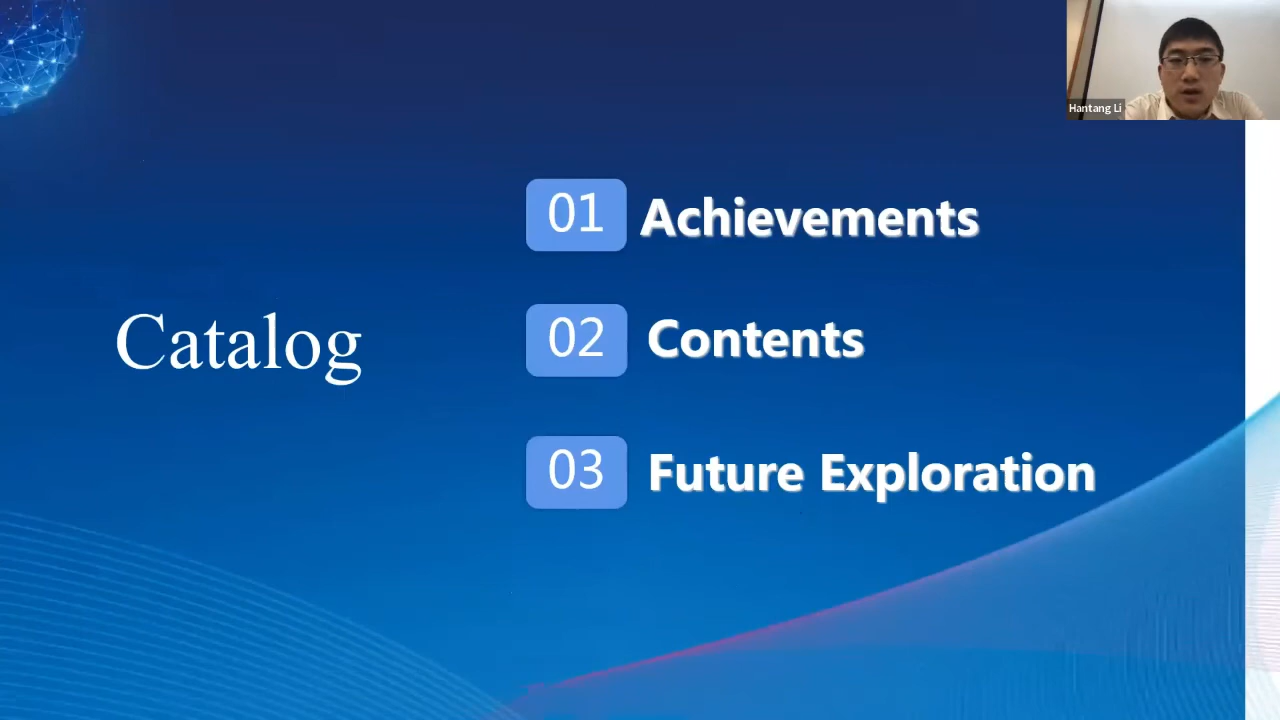 Hantang Li
01 Achievements
Catalog
02 Contents
03 Future Exploration